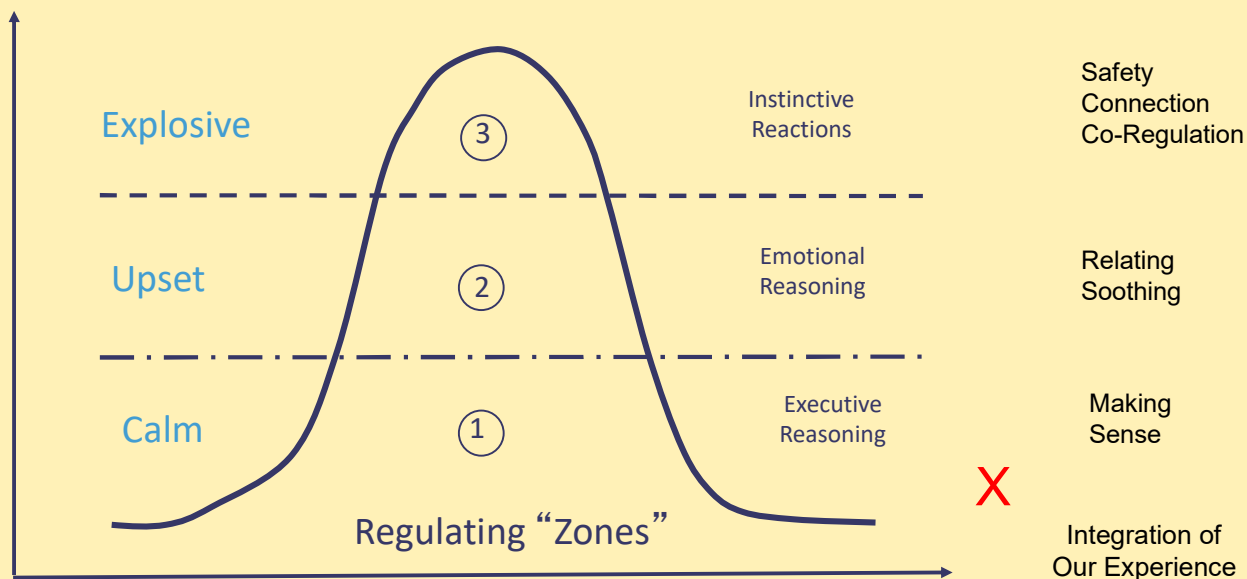 Explosive
3
Instinctive
Reactions
Safety
Connection
Co-Regulation
Upset
2
Emotional
Reasoning
Relating
Soothing
Calm
1
Executive
Reasoning
Making
Sense
X
Regulating “Zones”
Integration of
Our Experience